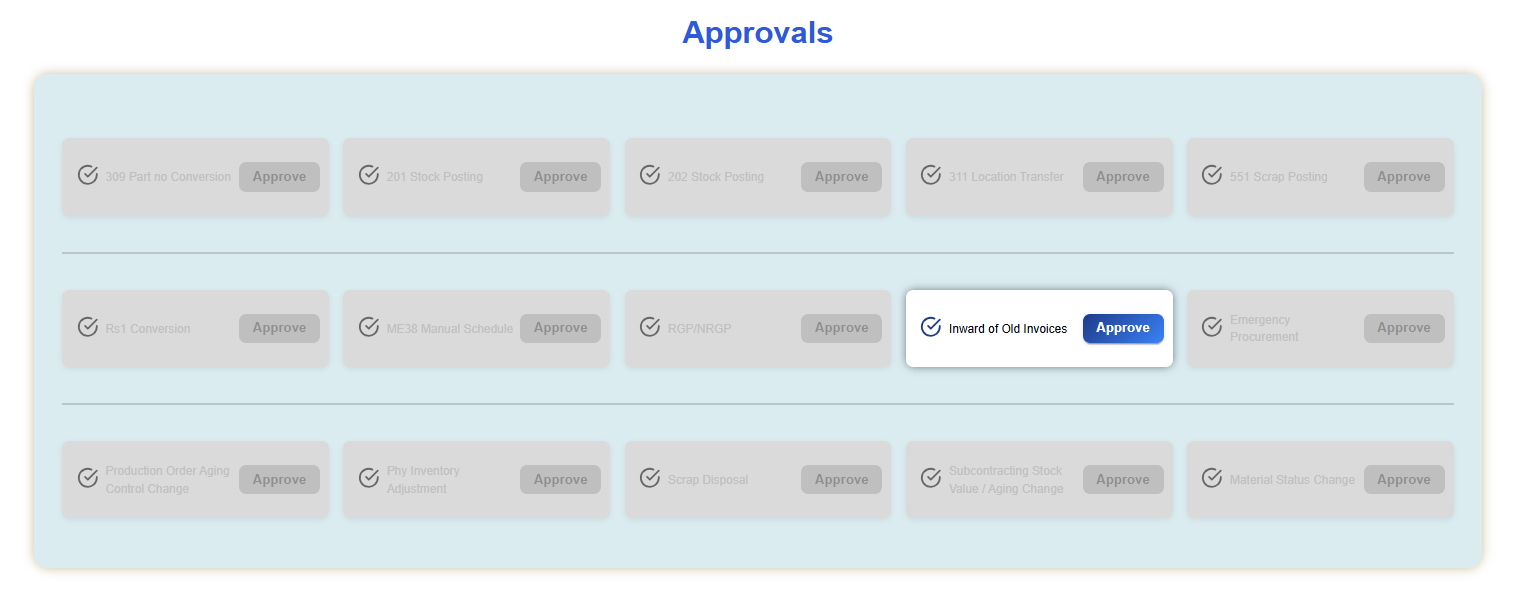 Approvals
309 Part no Conversion Approve
201 Stock Posting Approve
202 Stock Posting Approve
311 Location Transfer Approve
551 Scrap Posting Approve
Rs1 Conversion Approve
ME38 Manual Schedule Approve
RGP/NRGP Approve
Inward of Old Invoices Approve
Emergency
Procurement
Approve
Production Order Aging
Control Change
Approve
Phy Inventory
Adjustment
Approve
Scrap Disposal Approve
Subcontracting Stock
Value / Aging Change
Approve
Material Status Change Approve